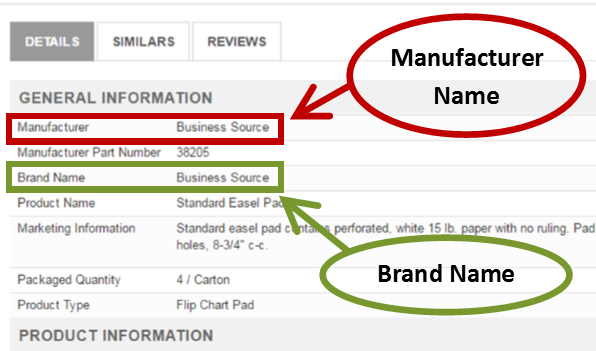 DETAILS SIMILARS REVIEWS
Manufacturer
Name
GENERAL INFORMATION
Manufacturer Business Source
Manufacturer Part Number 38205
Brand Name Business Source
Product Name Standard Easel Pad
Marketing Information Standard easel pad contains perforated, white 15 lb. paper with no ruling. Pad
holes, 8-3/4" c-c.
Brand Name
Packaged Quantity 4 / Carton
Product Type Flip Chart Pad
PRODUCT INFORMATION